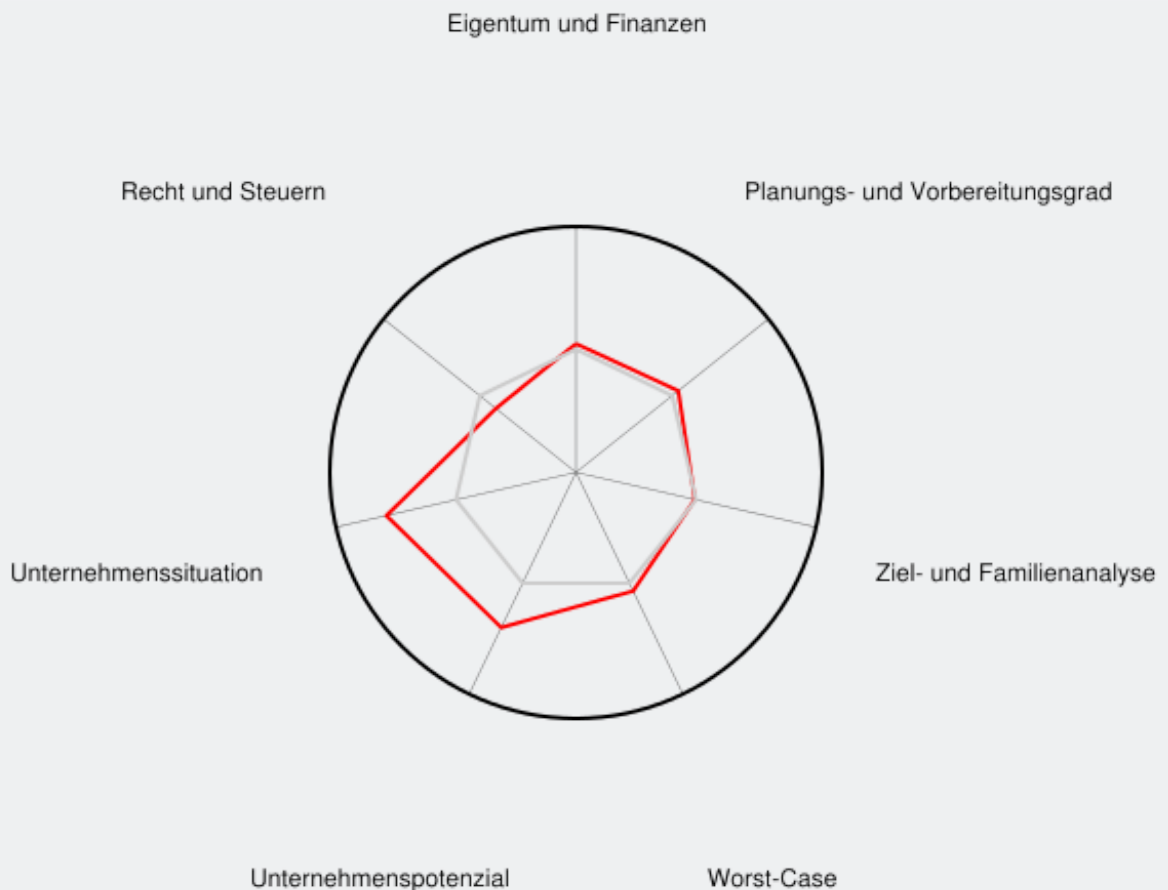 Eigentum und Finanzen
Recht und Steuern
Planungs- und Vorbereitungsgrad
Unternehmenssituation
Ziel- und Familienanalyse
Unternehmenspotenzial
Worst-Case